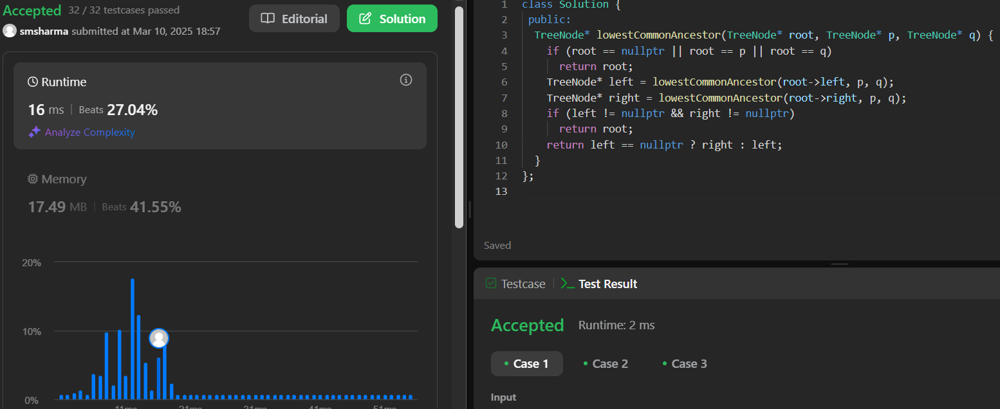 Accepted 32 / 32 testcases passed
smsharma submitted at Mar 10, 2025 18:57
Editorial
Solution
Runtime
16 ms | Beats 27.04%
Analyze Complexity
Memory
17.49 MB | Beats 41.55%
20%
10%
0%
11ms 21ms 31ms 41ms 51ms
1 class Solution {
2 public:
3 TreeNode* lowestCommonAncestor(TreeNode* root, TreeNode* p, TreeNode* q) {
4 if (root == nullptr || root == p || root == q)
5 return root;
6 TreeNode* left = lowestCommonAncestor(root->left, p, q);
7 TreeNode* right = lowestCommonAncestor(root->right, p, q);
8 if (left != nullptr && right != nullptr)
9 return root;
10 return left == nullptr ? right : left;
11 }
12 };
13
Saved
Testcase | >_ Test Result
Accepted Runtime: 2 ms
• Case 1 • Case 2 • Case 3
Input